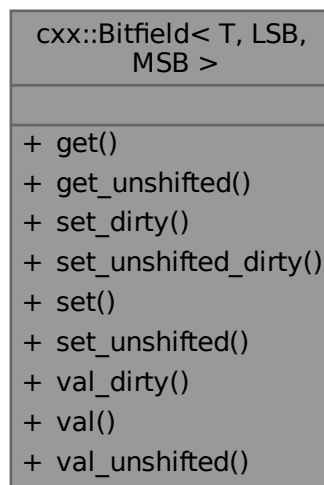 cxx::Bitfield< T, LSB,
MSB >
+ get()
+ get_unshifted()
+ set_dirty()
+ set_unshifted_dirty()
+ set()
+ set_unshifted()
+ val_dirty()
+ val()
+ val_unshifted()